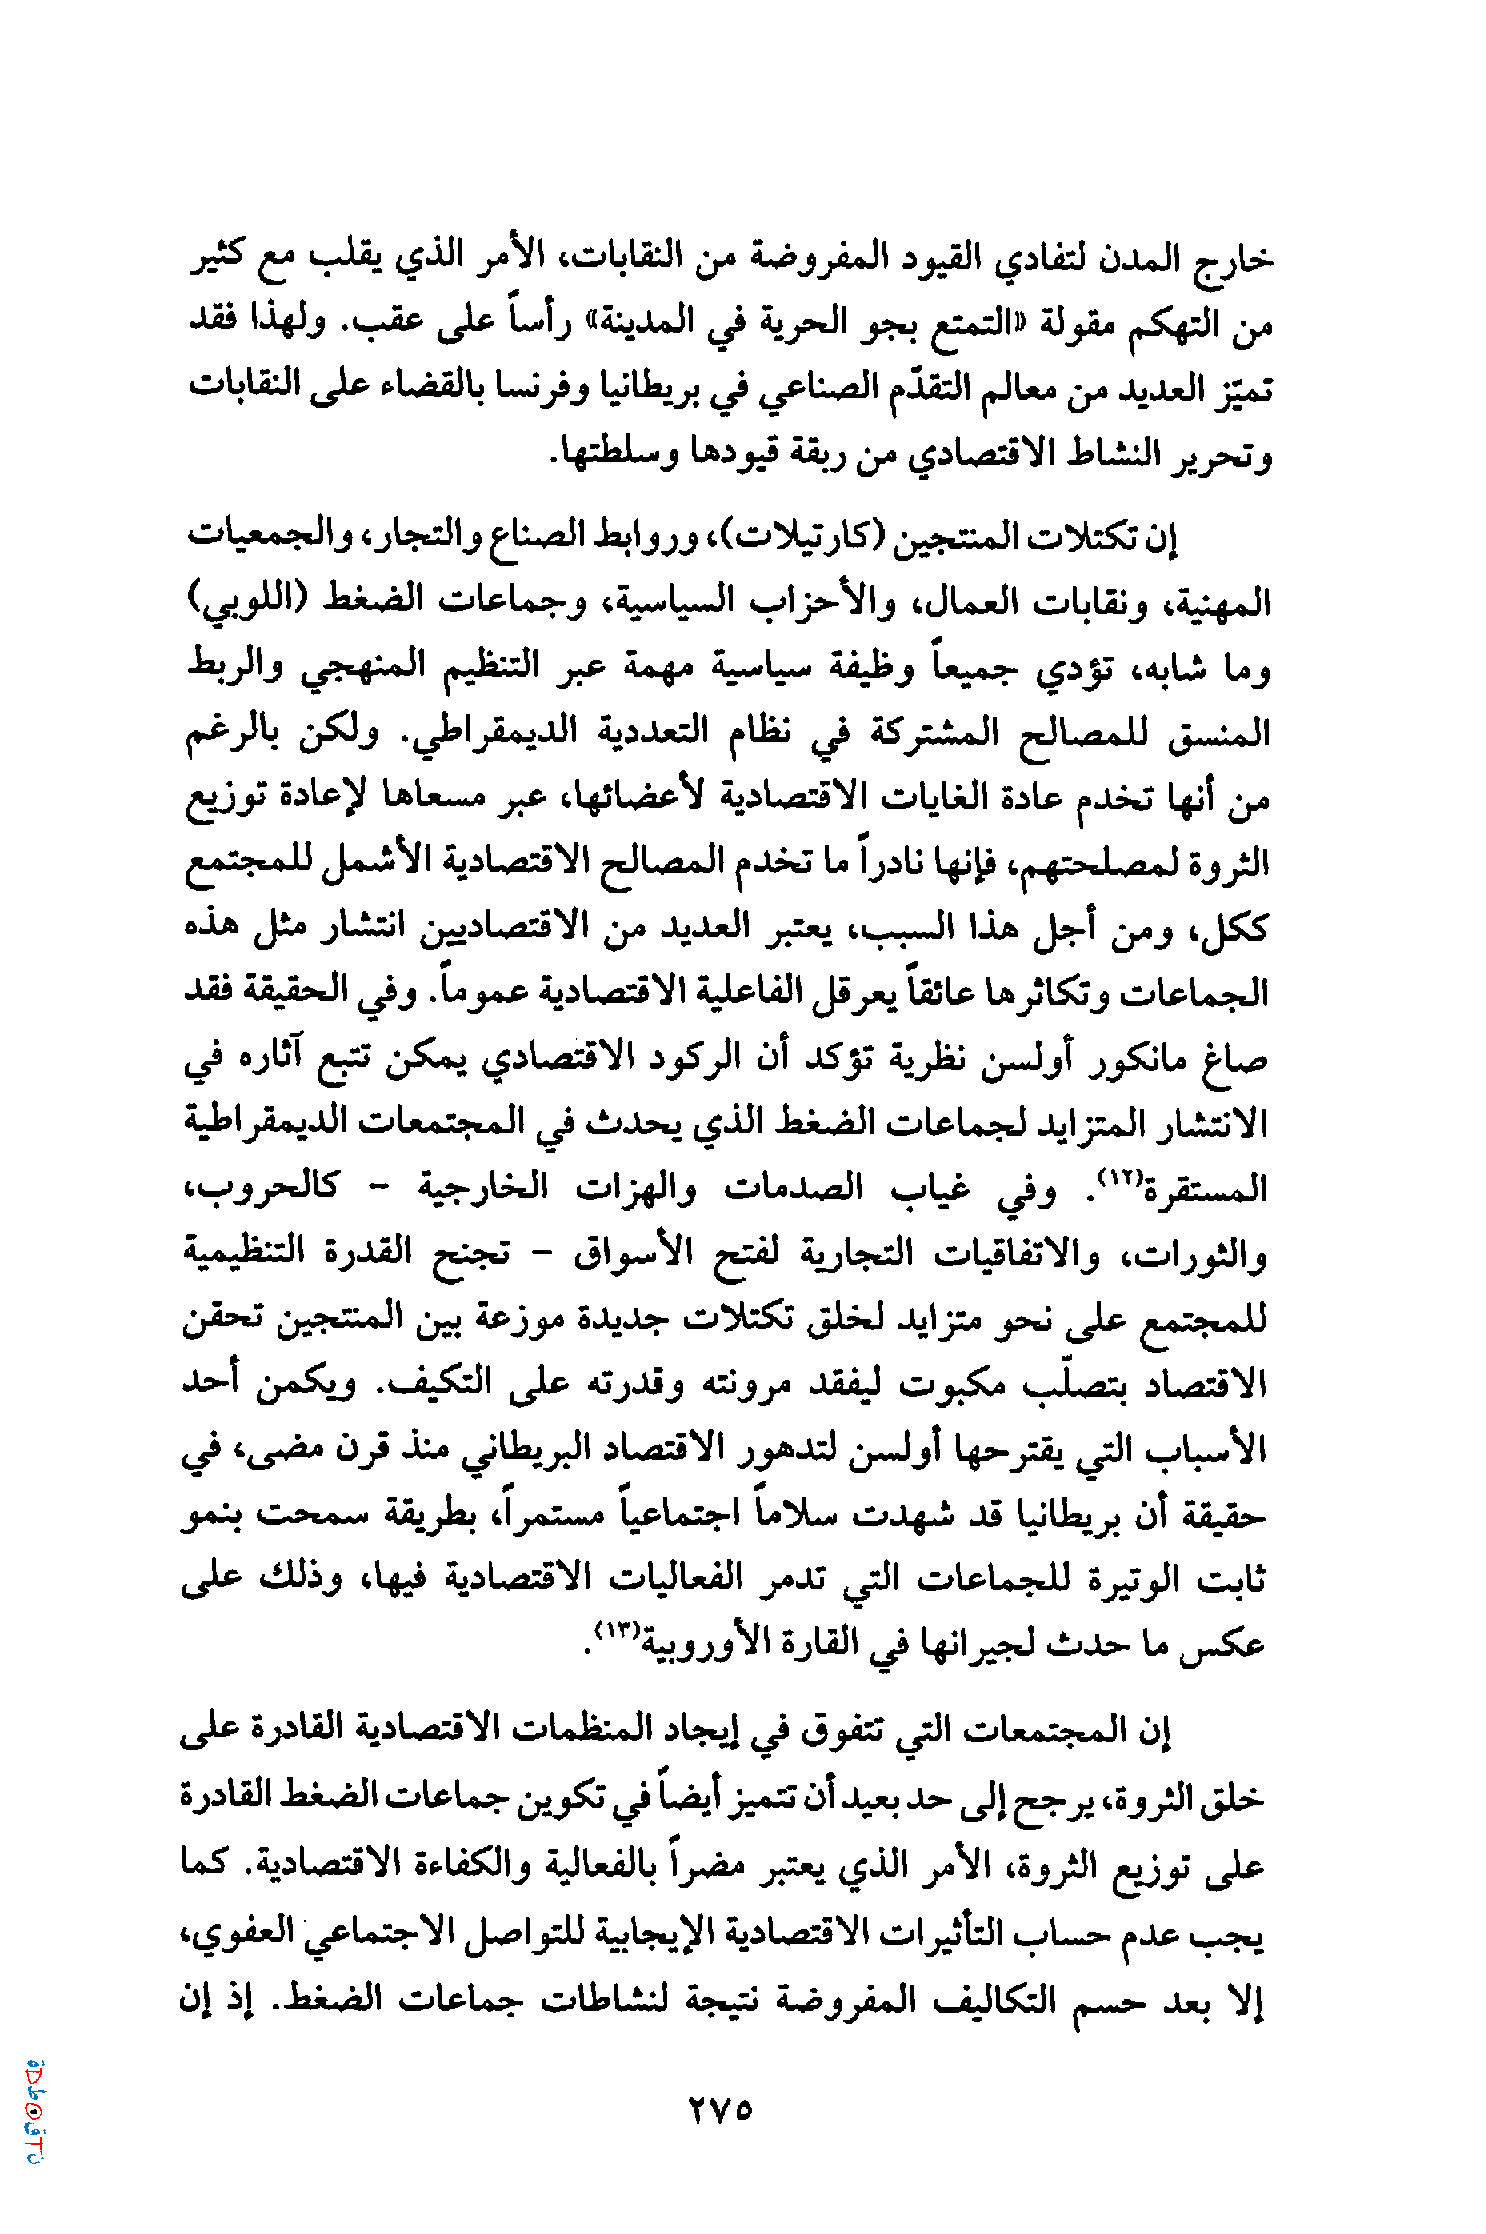 خارج المدن لتفادي القيود المفروضة من النقابات، الأمر الذي يقلب مع كثير
من التهكم مقولة «التمتع بجو الحرية في المدينة» رأساً على عقب. ولهذا فقد
تميّز العديد من معالم التقدّم الصناعي في بريطانيا وفرنسا بالقضاء على النقابات
وتحرير النشاط الاقتصادي من ربقة قيودها وسلطتها.
إن تكتلات المنتجين (كارتيلات)، وروابط الصناع والتجار، والجمعيات
المهنية، ونقابات العمال، والأحزاب السياسية، وجماعات الضغط (اللوبي)
وما شابه، تؤدي جميعاً وظيفة سياسية مهمة عبر التنظيم المنهجي والربط
المنسق للمصالح المشتركة في نظام التعددية الديمقراطي. ولكن بالرغم
من أنها تخدم عادة الغايات الاقتصادية لأعضائها، عبر مسعاها لإعادة توزيع
الثروة لمصلحتهم، فإنها نادراً ما تخدم المصالح الاقتصادية الأشمل للمجتمع
ككل، ومن أجل هذا السبب، يعتبر العديد من الاقتصاديين انتشار مثل هذه
الجماعات وتكاثرها عائقاً يعرقل الفاعلية الاقتصادية عموماً. وفي الحقيقة فقد
صاغ مانكور أولسن نظرية تؤكد أن الركود الاقتصادي يمكن تتبع آثاره في
الانتشار المتزايد لجماعات الضغط الذي يحدث في المجتمعات الديمقراطية
المستقرة(١٢). وفي غياب الصدمات والهزات الخارجية - كالحروب،
والثورات، والاتفاقيات التجارية لفتح الأسواق - تجنح القدرة التنظيمية
للمجتمع على نحو متزايد لخلق تكتلات جديدة موزعة بين المنتجين تحقن
الاقتصاد بتصلّب مكبوت ليفقد مرونته وقدرته على التكيف. ويكمن أحد
الأسباب التي يقترحها أولسن لتدهور الاقتصاد البريطاني منذ قرن مضى، في
حقيقة أن بريطانيا قد شهدت سلاماً اجتماعياً مستمراً، بطريقة سمحت بنمو
ثابت الوتيرة للجماعات التي تدمر الفعاليات الاقتصادية فيها، وذلك على
عكس ما حدث لجيرانها في القارة الأوروبية(١٣).
إن المجتمعات التي تتفوق في إيجاد المنظمات الاقتصادية القادرة على
خلق الثروة، يرجح إلى حد بعيد أن تتميز أيضاً في تكوين جماعات الضغط القادرة
على توزيع الثروة، الأمر الذي يعتبر مضراً بالفعالية والكفاءة الاقتصادية. كما
يجب عدم حساب التأثيرات الاقتصادية الإيجابية للتواصل الاجتماعي العفوي،
إلا بعد حسم التكاليف المفروضة نتيجة لنشاطات جماعات الضغط. إذ إن
٢٧٥